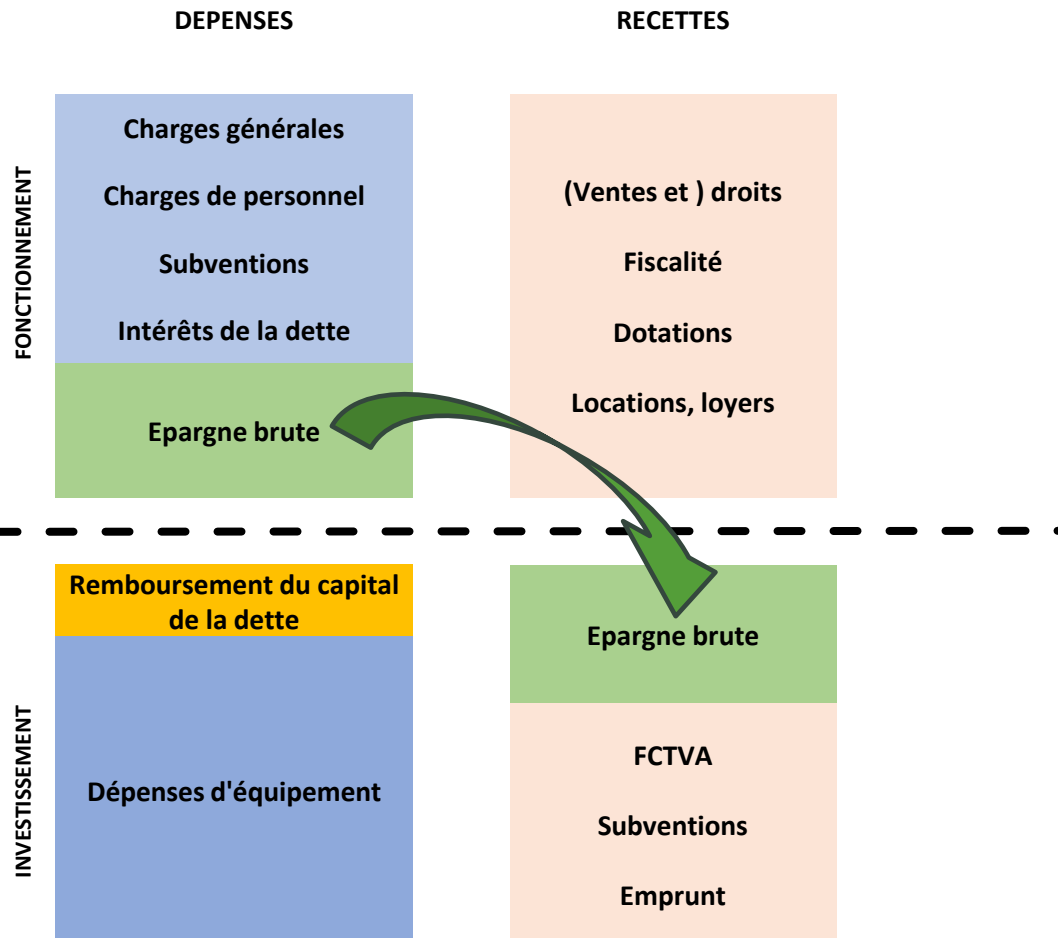 DEPENSES
RECETTES
FONCTIONNEMENT
Charges générales
Charges de personnel
Subventions
Intérêts de la dette
Epargne brute
(Ventes et ) droits
Fiscalité
Dotations
Locations, loyers
INVESTISSEMENT
Remboursement du capital
de la dette
Dépenses d'équipement
Epargne brute
FCTVA
Subventions
Emprunt